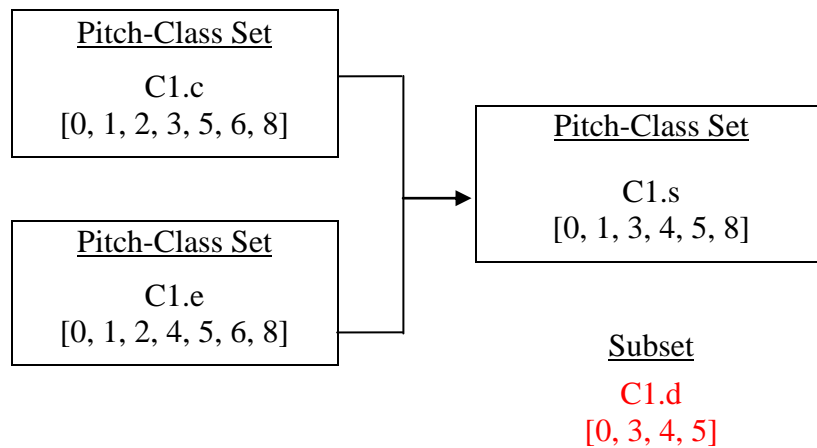 Pitch-Class Set
C1.c
[0, 1, 2, 3, 5, 6, 8]
Pitch-Class Set
C1.e
[0, 1, 2, 4, 5, 6, 8]
Pitch-Class Set
C1.s
[0, 1, 3, 4, 5, 8]
Subset
C1.d
[0, 3, 4, 5]